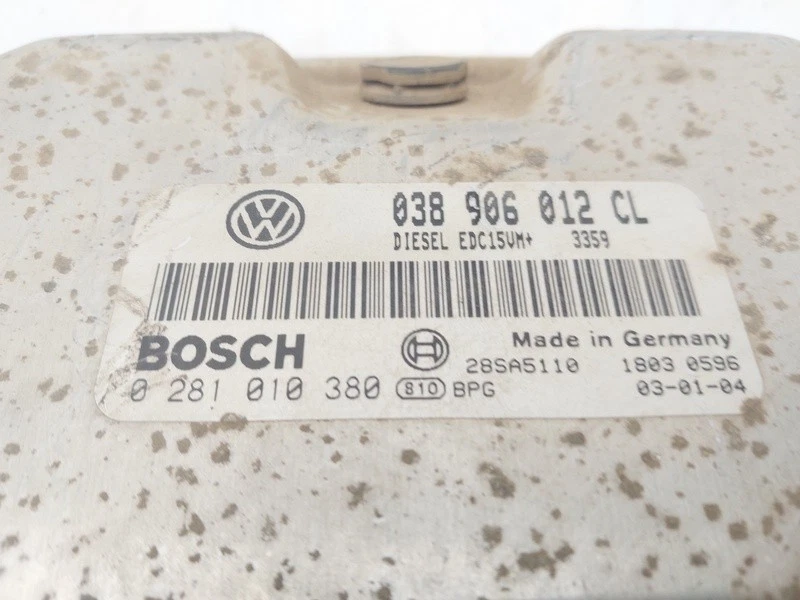 038 906 012 CL
DIESEL EDC15VM+ 3359
BOSCH Made in Germany
28SA5110 1803 0596
0 281 010 380 810 BPG 03-01-04